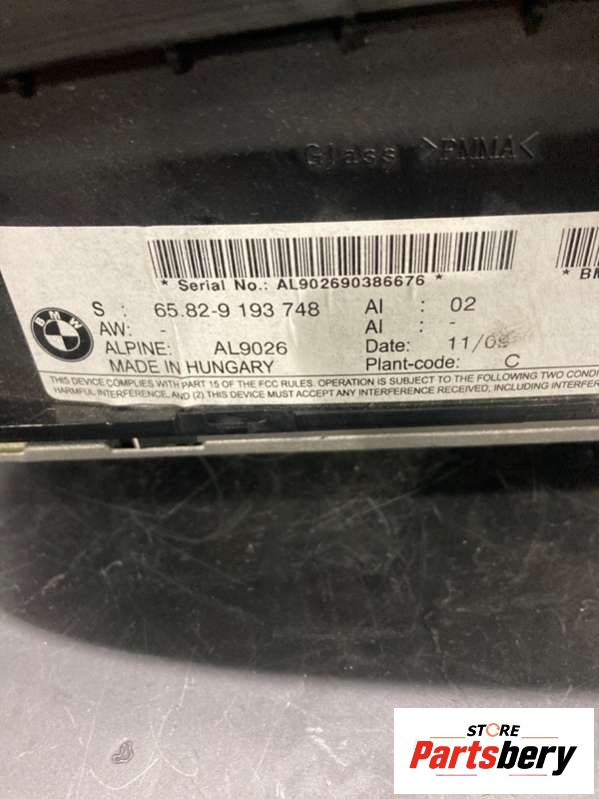 Glass >PMMA<
* Serial No.: AL902690386676 *
* BM
BMW
S : 65.82-9 193 748 AI : 02
AW: - AI : -
ALPINE: AL9026 Date: 11/09
MADE IN HUNGARY Plant-code: C
THIS DEVICE COMPLIES WITH PART 15 OF THE FCC RULES. OPERATION IS SUBJECT TO THE FOLLOWING TWO CONDI
HARMFUL INTERFERENCE, AND (2) THIS DEVICE MUST ACCEPT ANY INTERFERENCE RECEIVED, INCLUDING INTERFER
STORE
Partsbery